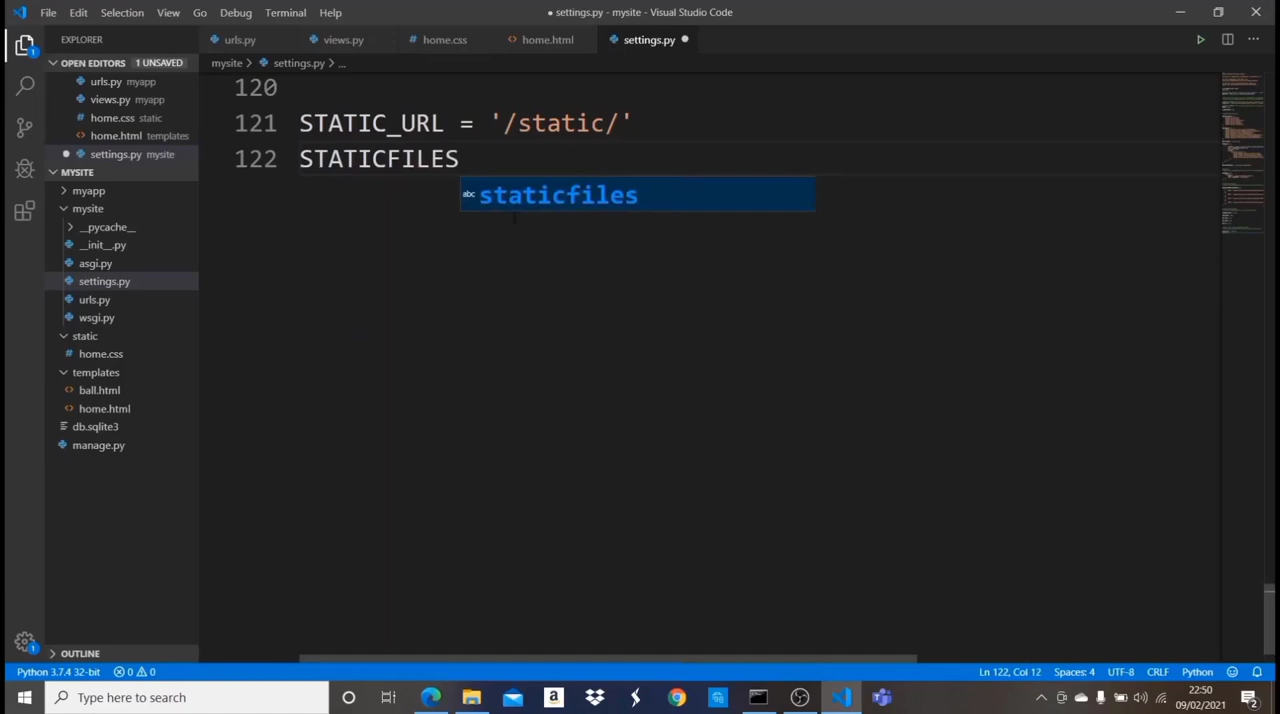 File Edit Selection View Go Debug Terminal Help
● settings.py - mysite - Visual Studio Code
EXPLORER
urls.py views.py home.css home.html settings.py
OPEN EDITORS 1 UNSAVED
mysite > settings.py > ...
urls.py myapp
views.py myapp
home.css static
home.html templates
settings.py mysite
MYSITE
myapp
mysite
__pycache__
__init__.py
asgi.py
settings.py
urls.py
wsgi.py
static
home.css
templates
ball.html
home.html
db.sqlite3
manage.py
OUTLINE
120
121 STATIC_URL = '/static/'
122 STATICFILES
abc staticfiles
1
1
Python 3.7.4 32-bit 0 0 Ln 122, Col 12 Spaces: 4 UTF-8 CRLF Python
Type here to search
22:50
09/02/2021
2